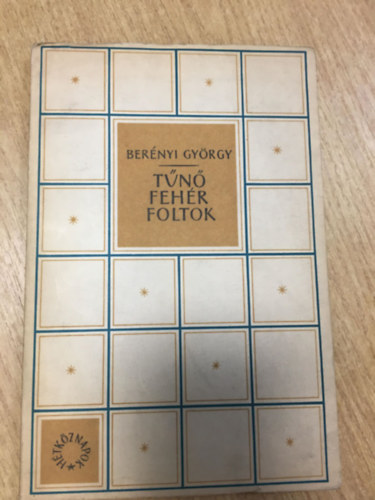 BERÉNYI GYÖRGY
TŰNŐ
FEHÉR
FOLTOK
HÉTKÖZNAPOK